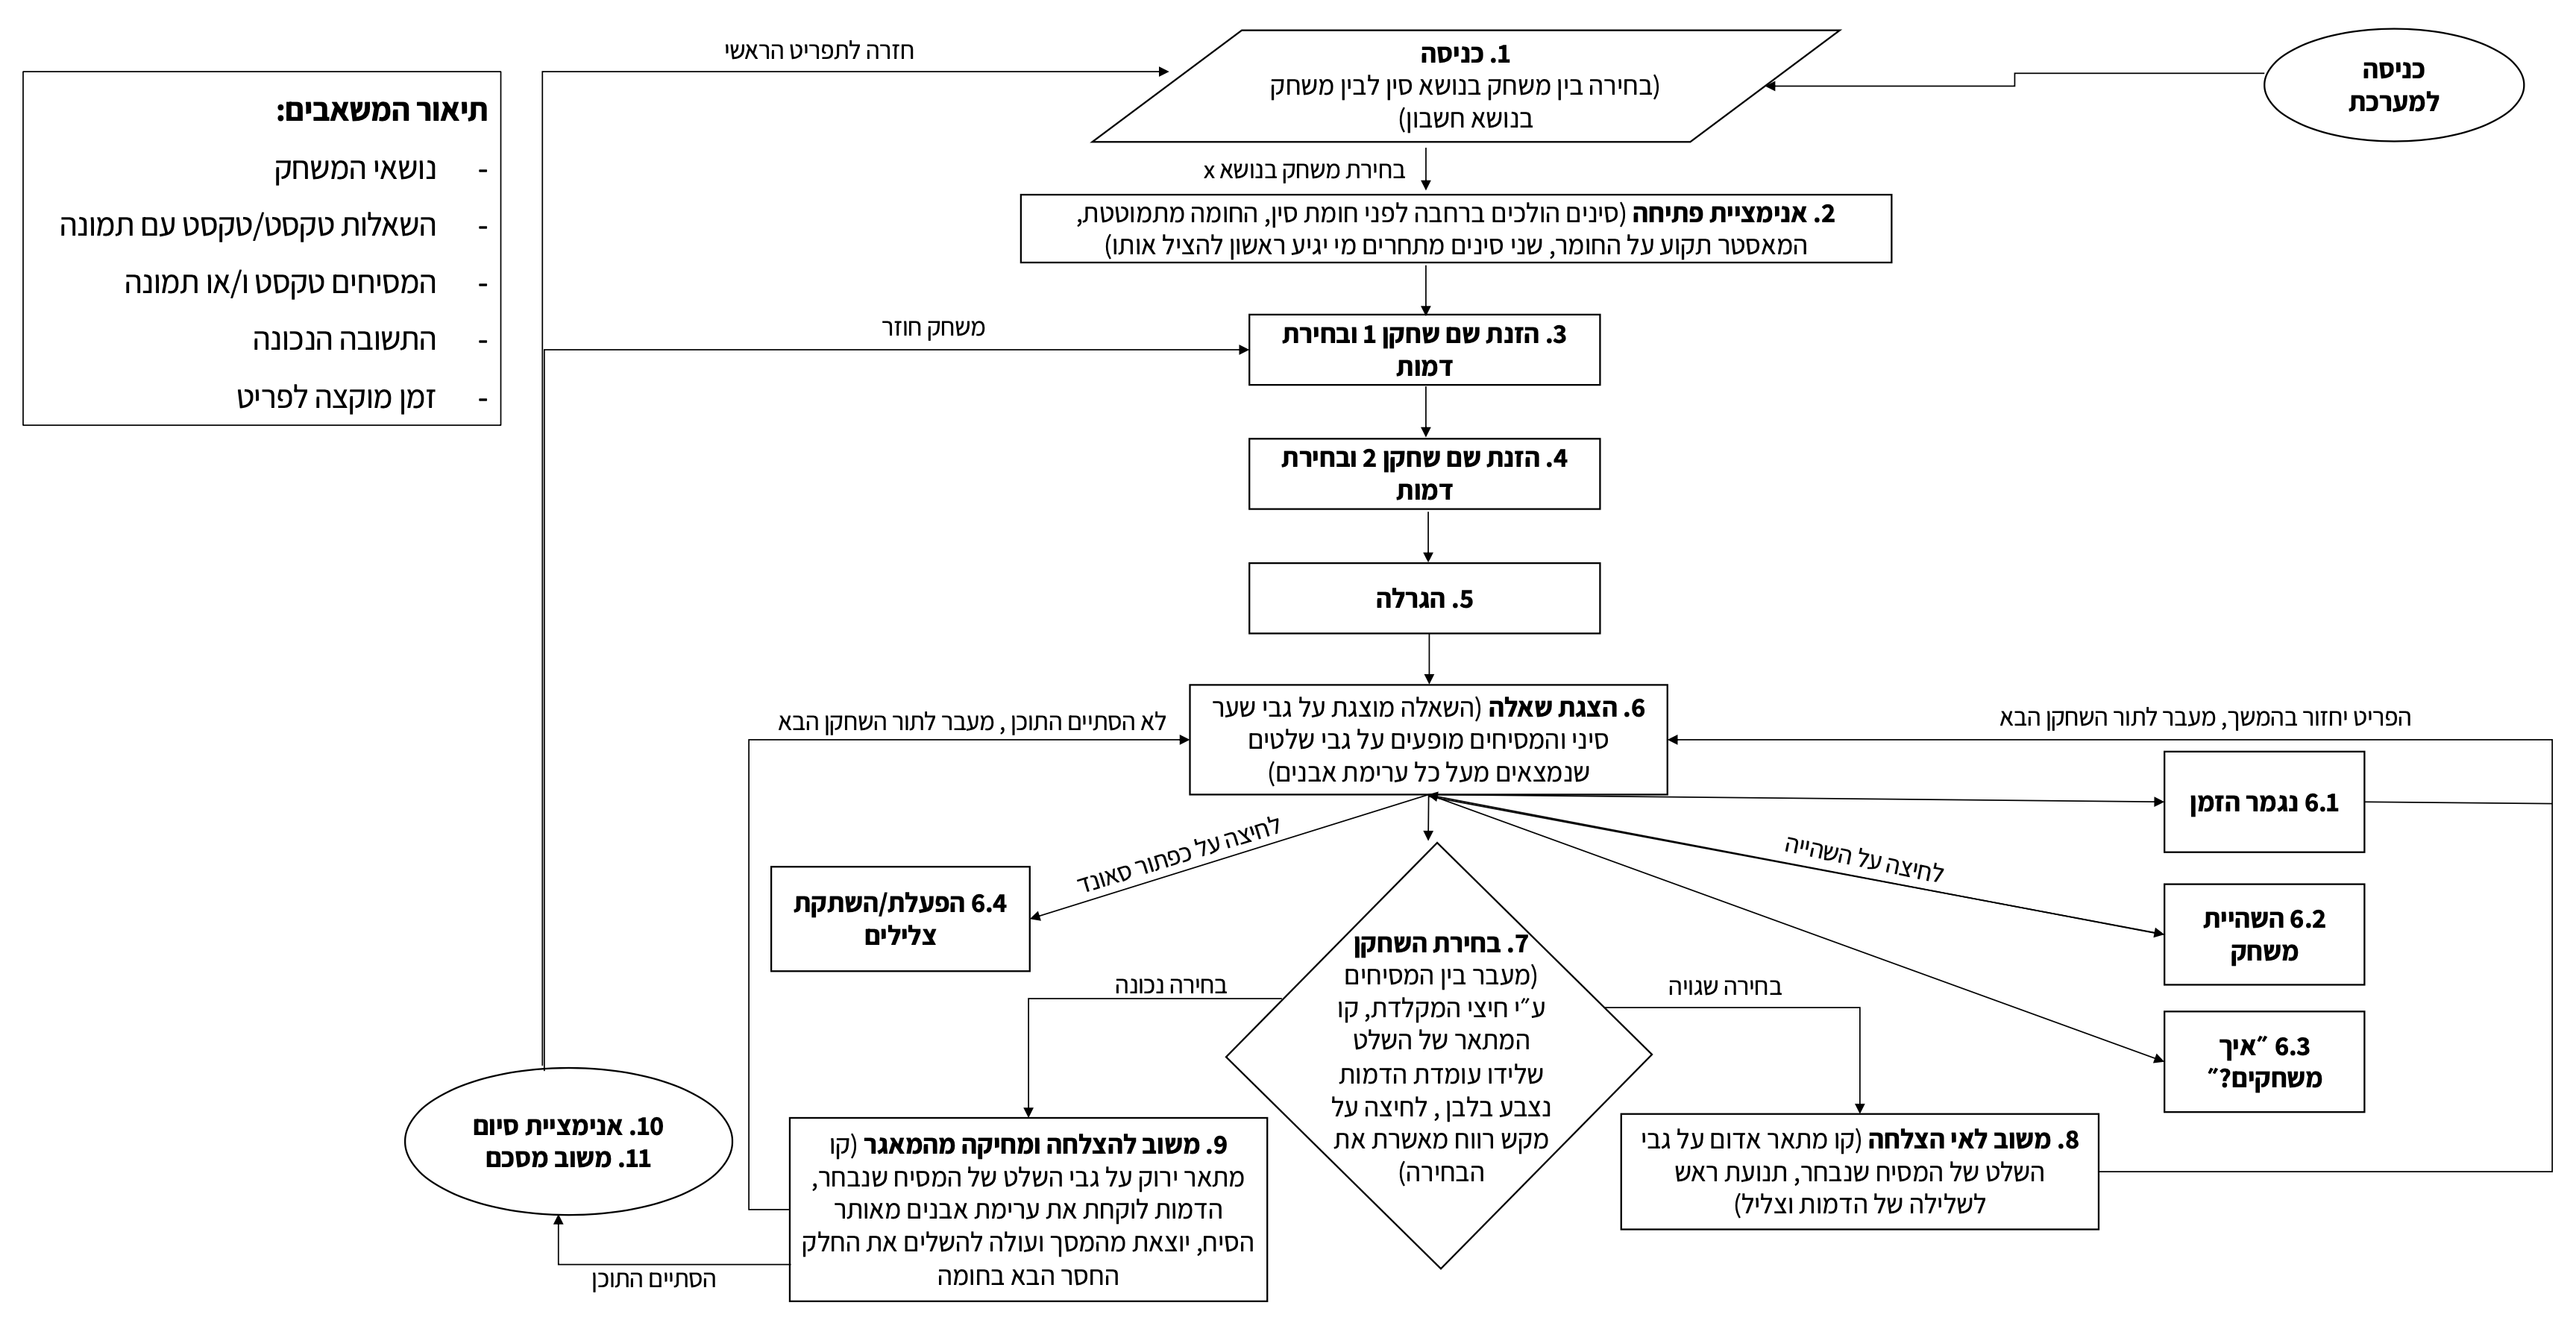 כניסה
למערכת
חזרה לתפריט הראשי
1. כניסה
(בחירה בין משחק בנושא סין לבין משחק
בנושא חשבון)
תיאור המשאבים:
- נושאי המשחק
- השאלות טקסט/טקסט עם תמונה
- המסיחים טקסט ו/או תמונה
- התשובה הנכונה
- זמן מוקצה לפריט
בחירת משחק בנושא x
2. אנימציית פתיחה (סינים הולכים ברחבה לפני חומת סין, החומה מתמוטטת,
המאסטר תקוע על החומר, שני סינים מתחרים מי יגיע ראשון להציל אותו)
משחק חוזר
3. הזנת שם שחקן 1 ובחירת
דמות
4. הזנת שם שחקן 2 ובחירת
דמות
5. הגרלה
6. הצגת שאלה (השאלה מוצגת על גבי שער
סיני והמסיחים מופעים על גבי שלטים
שנמצאים מעל כל ערימת אבנים)
הפריט יחזור בהמשך, מעבר לתור השחקן הבא
לא הסתיים התוכן , מעבר לתור השחקן הבא
6.1 נגמר הזמן
לחיצה על השהייה
6.2 השהיית
משחק
6.3 ״איך
משחקים?״
לחיצה על כפתור סאונד
6.4 הפעלת/השתקת
צלילים
7. בחירת השחקן
(מעבר בין המסיחים
ע״י חיצי המקלדת, קו
המתאר של השלט
שלידו עומדת הדמות
נצבע בלבן , לחיצה על
מקש רווח מאשרת את
הבחירה)
בחירה שגויה
בחירה נכונה
8. משוב לאי הצלחה (קו מתאר אדום על גבי
השלט של המסיח שנבחר, תנועת ראש
לשלילה של הדמות וצליל)
9. משוב להצלחה ומחיקה מהמאגר (קו
מתאר ירוק על גבי השלט של המסיח שנבחר,
הדמות לוקחת את ערימת אבנים מאותר
הסיח, יוצאת מהמסך ועולה להשלים את החלק
החסר הבא בחומה
הסתיים התוכן
10. אנימציית סיום
11. משוב מסכם